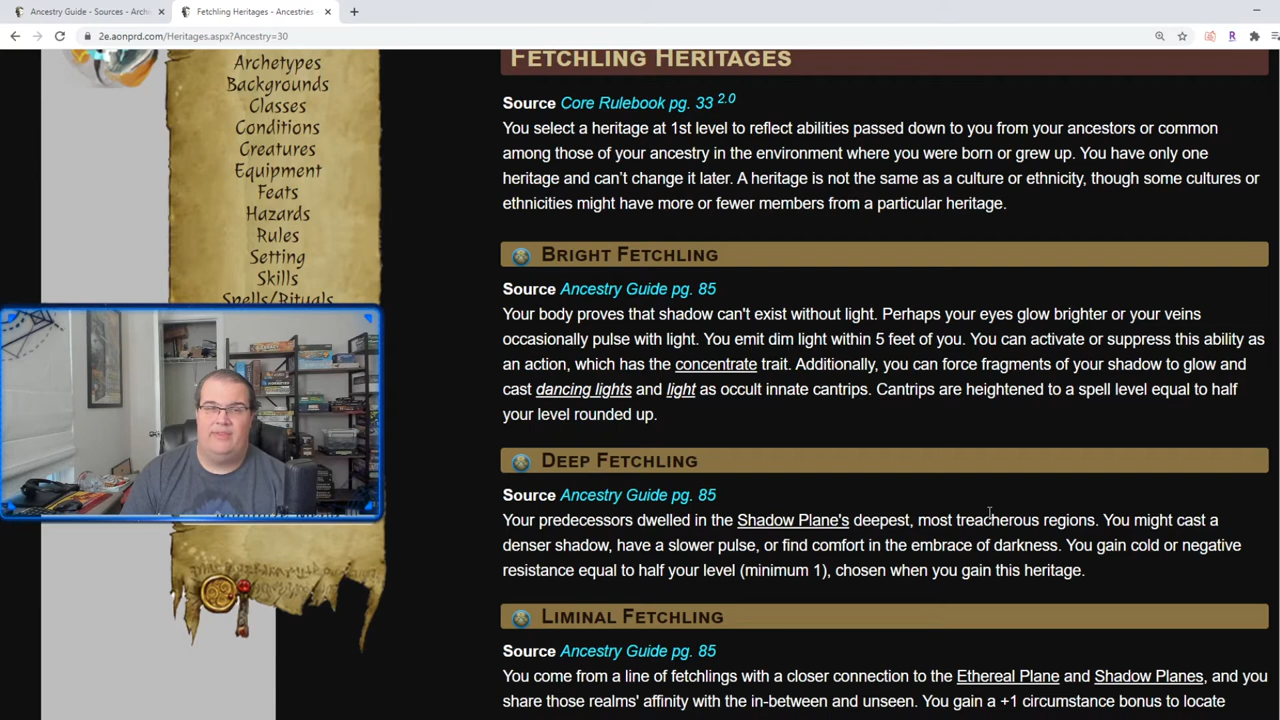 Ancestry Guide - Sources - Archi
Fetchling Heritages - Ancestries -
2e.aonprd.com/Heritages.aspx?Ancestry=30
Archetypes
Backgrounds
Classes
Conditions
Creatures
Equipment
Feats
Hazards
Rules
Setting
Skills
Spells/Rituals
FETCHLING HERITAGES
Source Core Rulebook pg. 33 2.0
You select a heritage at 1st level to reflect abilities passed down to you from your ancestors or common
among those of your ancestry in the environment where you were born or grew up. You have only one
heritage and can't change it later. A heritage is not the same as a culture or ethnicity, though some cultures or
ethnicities might have more or fewer members from a particular heritage.
BRIGHT FETCHLING
Source Ancestry Guide pg. 85
Your body proves that shadow can't exist without light. Perhaps your eyes glow brighter or your veins
occasionally pulse with light. You emit dim light within 5 feet of you. You can activate or suppress this ability as
an action, which has the concentrate trait. Additionally, you can force fragments of your shadow to glow and
cast dancing lights and light as occult innate cantrips. Cantrips are heightened to a spell level equal to half
your level rounded up.
DEEP FETCHLING
Source Ancestry Guide pg. 85
Your predecessors dwelled in the Shadow Plane's deepest, most treacherous regions. You might cast a
denser shadow, have a slower pulse, or find comfort in the embrace of darkness. You gain cold or negative
resistance equal to half your level (minimum 1), chosen when you gain this heritage.
LIMINAL FETCHLING
Source Ancestry Guide pg. 85
You come from a line of fetchlings with a closer connection to the Ethereal Plane and Shadow Planes, and you
share those realms' affinity with the in-between and unseen. You gain a +1 circumstance bonus to locate